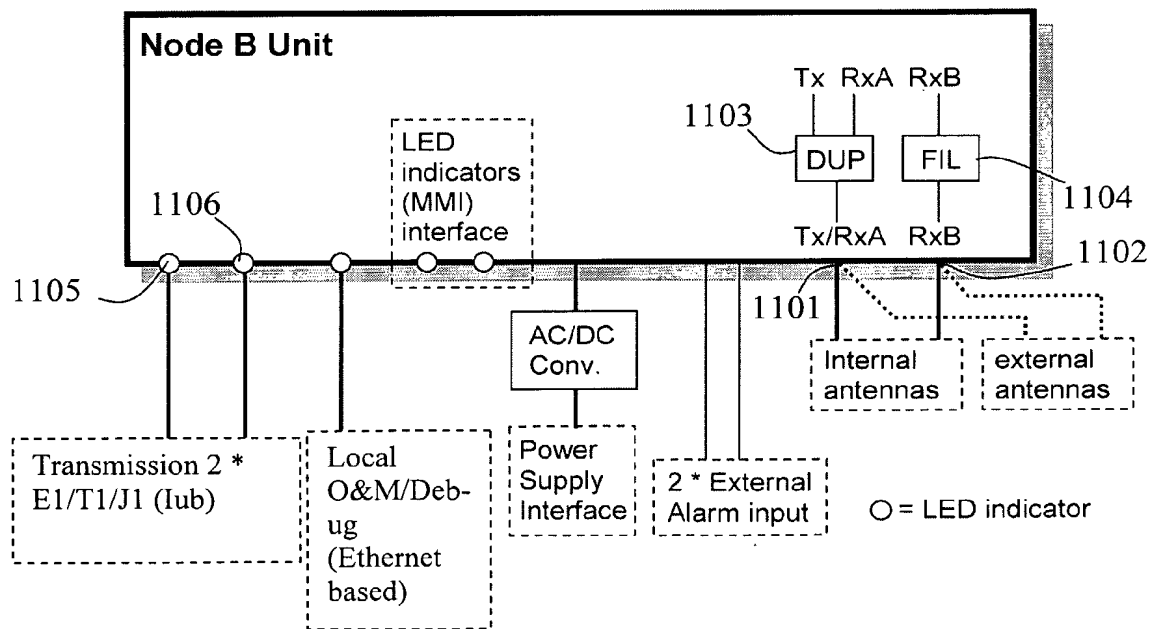 Node B Unit
Tx RxA RxB
1103
LED
indicators
(MMI)
interface
DUP
FIL
1104
1106
Tx/RxA RxB
1102
1105
1101
AC/DC
Conv.
Internal
antennas
external
antennas
Transmission 2 *
E1/T1/J1 (Iub)
Local
O&M/Deb-
ug
(Ethernet
based)
Power
Supply
Interface
2 * External
Alarm input
= LED indicator